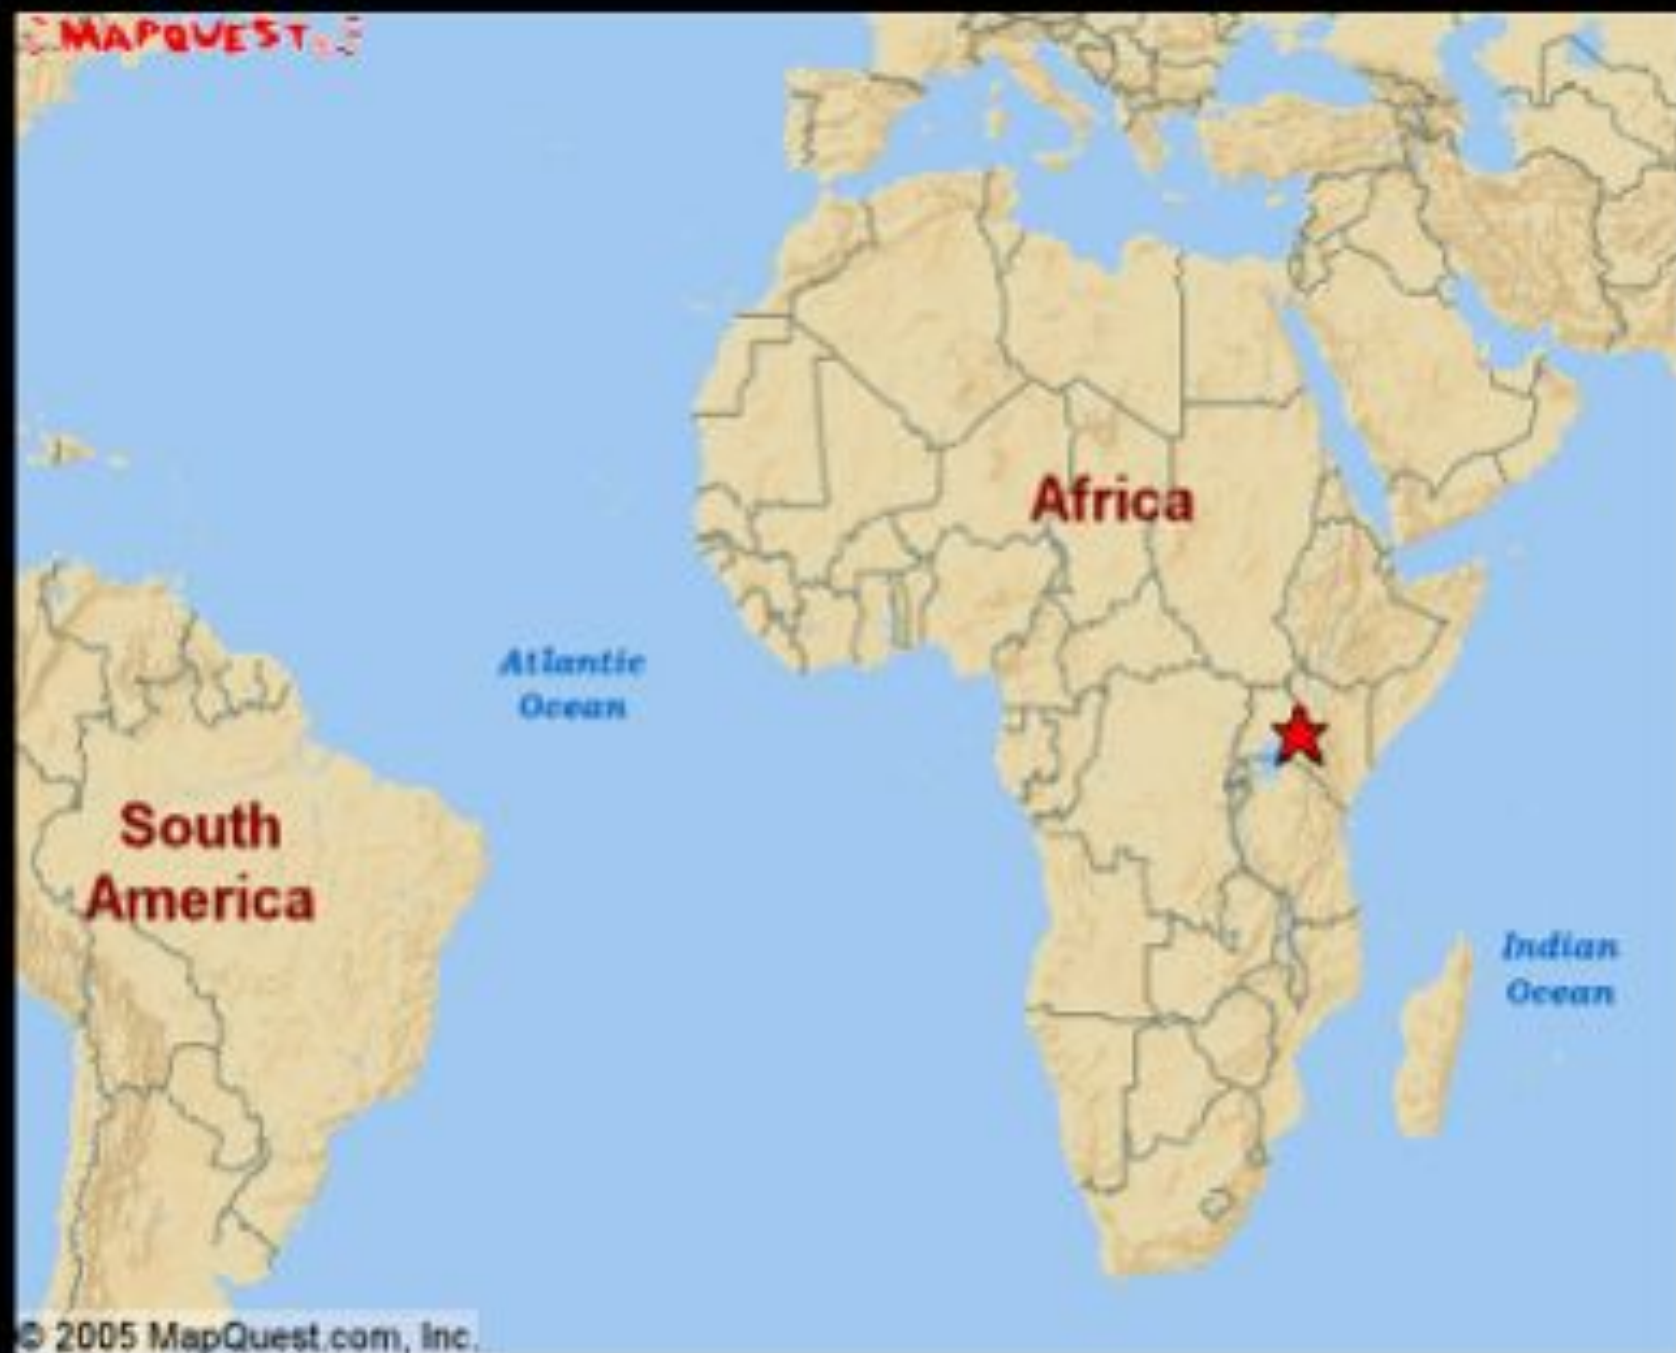 MAPQUEST
Africa
Atlantic
Ocean
South
America
Indian
Ocean
© 2005 MapQuest.com, Inc.